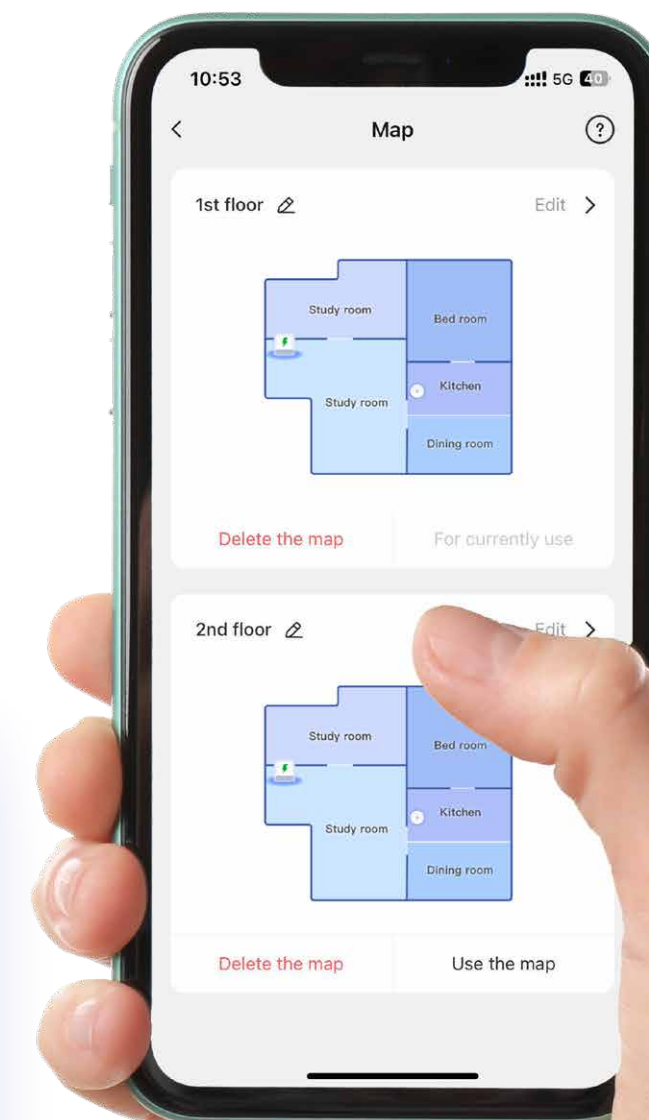 10:53 5G 40
Map
?
1st floor Edit
Study room
Bed room
Kitchen
Study room
Dining room
Delete the map For currently use
2nd floor Edit
Study room
Bed room
Kitchen
Study room
Dining room
Delete the map Use the map